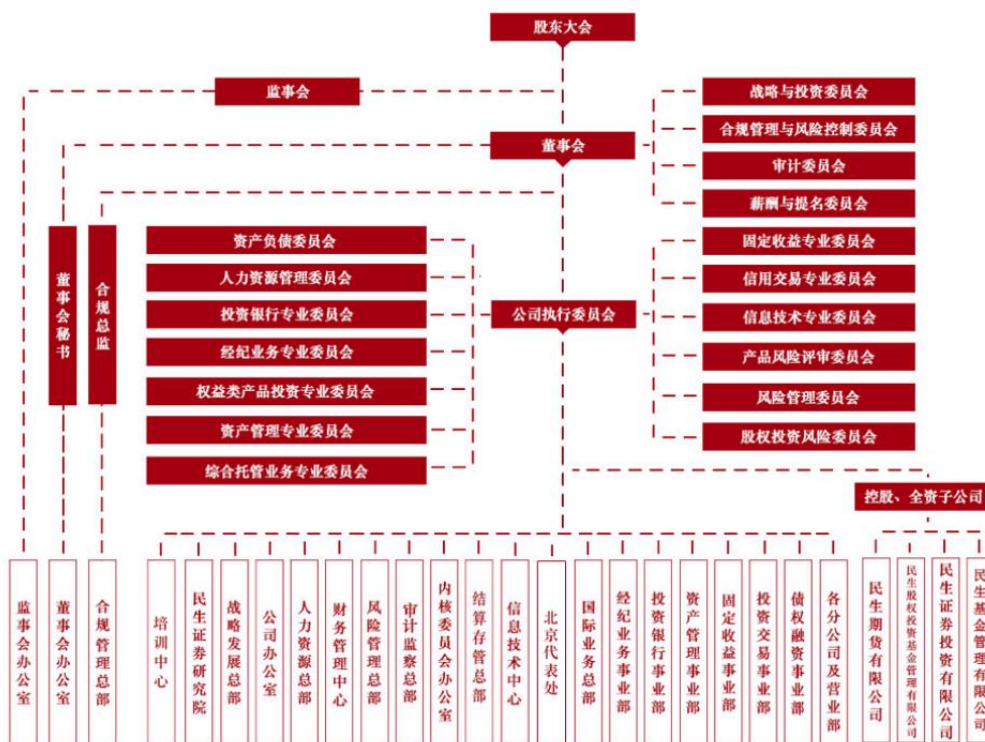 股东大会
监事会
战略与投资委员会
合规管理与风险控制委员会
董事会
审计委员会
薪酬与提名委员会
董事会秘书
合规总监
资产负债委员会
人力资源管理委员会
投资银行专业委员会
经纪业务专业委员会
权益类产品投资专业委员会
资产管理专业委员会
综合托管业务专业委员会
公司执行委员会
固定收益专业委员会
信用交易专业委员会
信息技术专业委员会
产品风险评审委员会
风险管理委员会
股权投资风险委员会
控股、全资子公司
监事会办公室
董事会办公室
合规管理总部
培训中心
民生证券研究院
战略发展总部
公司办公室
人力资源总部
财务管理中心
风险管理总部
审计监察总部
内核委员会办公室
结算存管总部
信息技术中心
北京代表处
国际业务总部
经纪业务事业部
投资银行事业部
资产管理事业部
固定收益事业部
投资交易事业部
债权融资事业部
各分公司及营业部
民生期货有限公司
民生股权投资基金管理有限公司
民生证券投资有限公司
民生基金管理有限公司